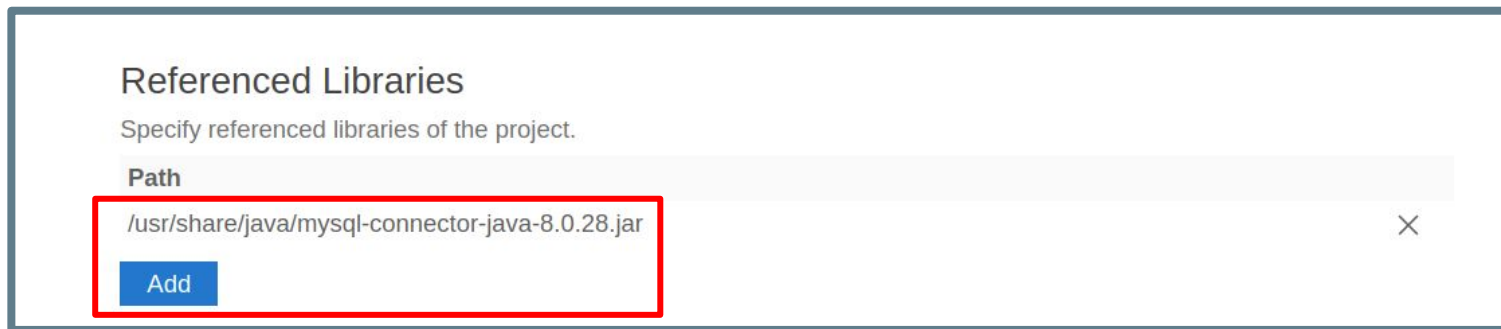 Referenced Libraries
Specify referenced libraries of the project.
Path
/usr/share/java/mysql-connector-java-8.0.28.jar
Add